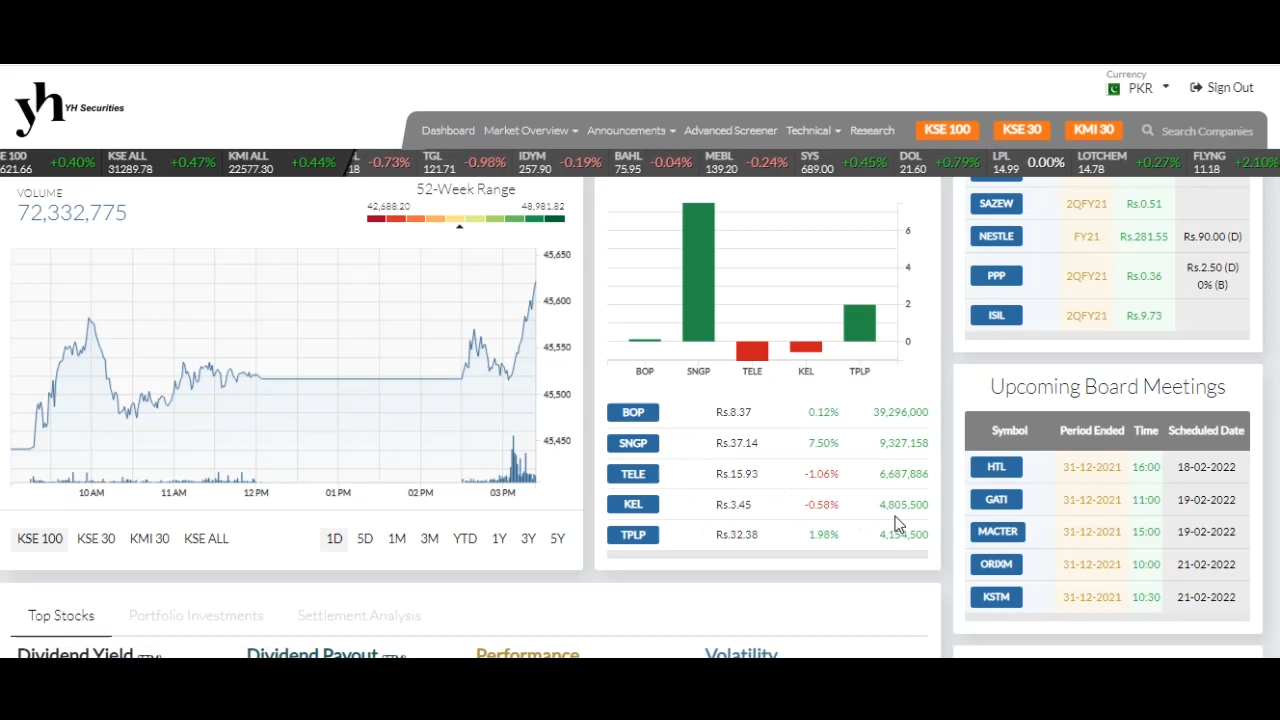 Currency
PKR
Sign Out
yh YH Securities
Dashboard Market Overview Announcements Advanced Screener Technical Research KSE 100 KSE 30 KMI 30 Search Companies
E 100 +0.40% KSE ALL +0.47% KMI ALL +0.44% L -0.73% TGL -0.98% IDYM -0.19% BAHL -0.04% MEBL -0.24% SYS +0.45% DOL +0.79% LPL 0.00% LOTCHEM +0.27% FLYNG +2.10%
621.66 31289.78 22577.30 18 121.71 257.90 75.95 139.20 689.00 21.60 14.99 14.78 11.18
VOLUME
72,332,775
52-Week Range
42,688.20 48,981.82
45,650
45,600
45,550
45,500
45,450
10AM 11AM 12PM 01PM 02PM 03PM
KSE 100 KSE 30 KMI 30 KSE ALL 1D 5D 1M 3M YTD 1Y 3Y 5Y
6
4
2
0
BOP SNGP TELE KEL TPLP
BOP Rs.8.37 0.12% 39,296,000
SNGP Rs.37.14 7.50% 9,327,158
TELE Rs.15.93 -1.06% 6,687,886
KEL Rs.3.45 -0.58% 4,805,500
TPLP Rs.32.38 1.98%
SAZEW 2QFY21 Rs.0.51
NESTLE FY21 Rs.281.55 Rs.90.00 (D)
PPP 2QFY21 Rs.0.36 Rs.2.50 (D)
0% (B)
ISIL 2QFY21 Rs.9.73
Upcoming Board Meetings
Symbol Period Ended Time Scheduled Date
HTL 31-12-2021 16:00 18-02-2022
GATI 31-12-2021 11:00 19-02-2022
MACTER 31-12-2021 15:00 19-02-2022
ORIXM 31-12-2021 10:00 21-02-2022
KSTM 31-12-2021 10:30 21-02-2022
Top Stocks Portfolio Investments Settlement Analysis
Dividend Yield (TTM) Dividend Payout (TTM) Performance Volatility